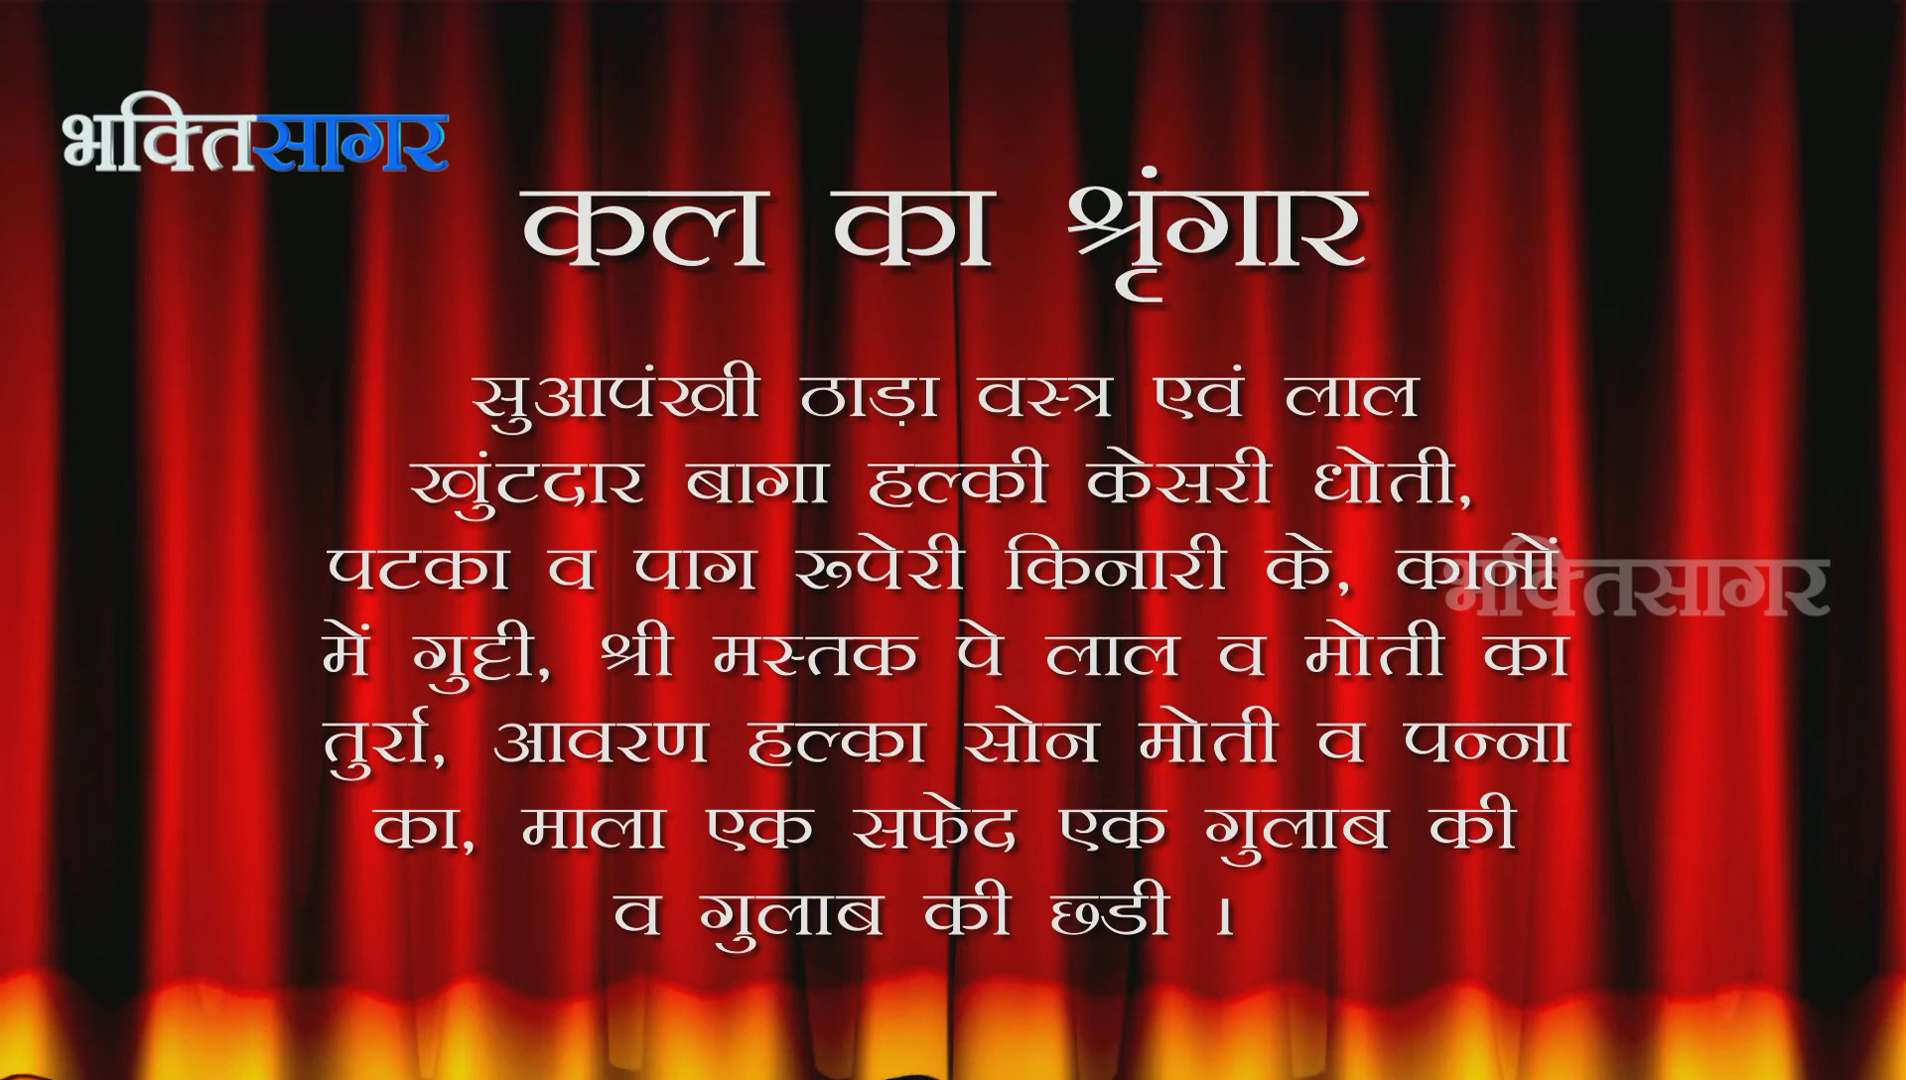 भक्तिसागर
कल का श्रृंगार
सुआपंखी ठाड़ा वस्त्र एवं लाल
खुंटदार बागा हल्की केसरी धोती,
पटका व पाग रूपेरी किनारी के, कानों
भक्तिसागर
में गुद्दी, श्री मस्तक पे लाल व मोती का
तुर्रा, आवरण हल्का सोन मोती व पन्ना
का, माला एक सफेद एक गुलाब की
व गुलाब की छडी ।